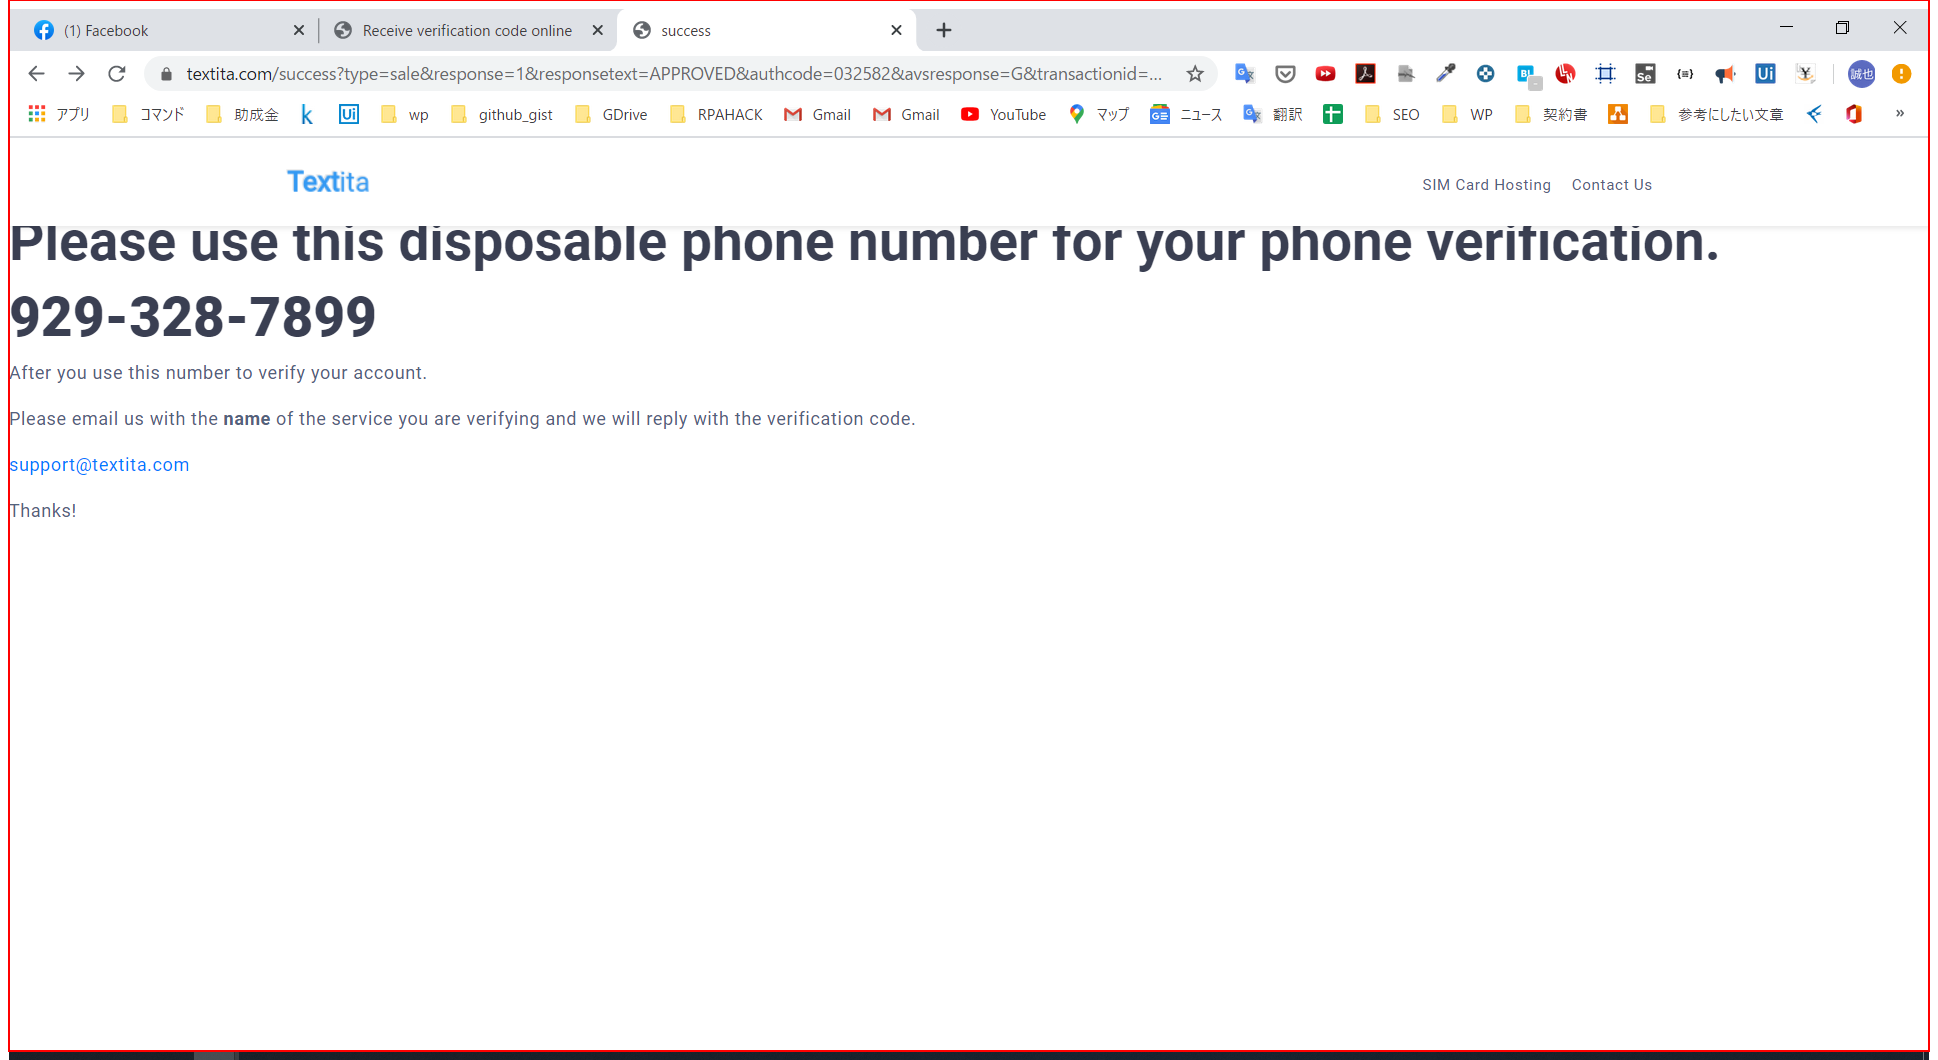 (1) Facebook
Receive verification code online
success
textita.com/success?type=sale&response=1&responsetext=APPROVED&authcode=032582&avsresponse=G&transactionid=...
誠也
アプリ コマンド 助成金 k Ui wp github_gist GDrive RPAHACK Gmail Gmail YouTube マップ ニュース 翻訳 SEO WP 契約書 参考にしたい文章 »
Textita
SIM Card Hosting Contact Us
Please use this disposable phone number for your phone verification.
929-328-7899
After you use this number to verify your account.
Please email us with the name of the service you are verifying and we will reply with the verification code.
support@textita.com
Thanks!